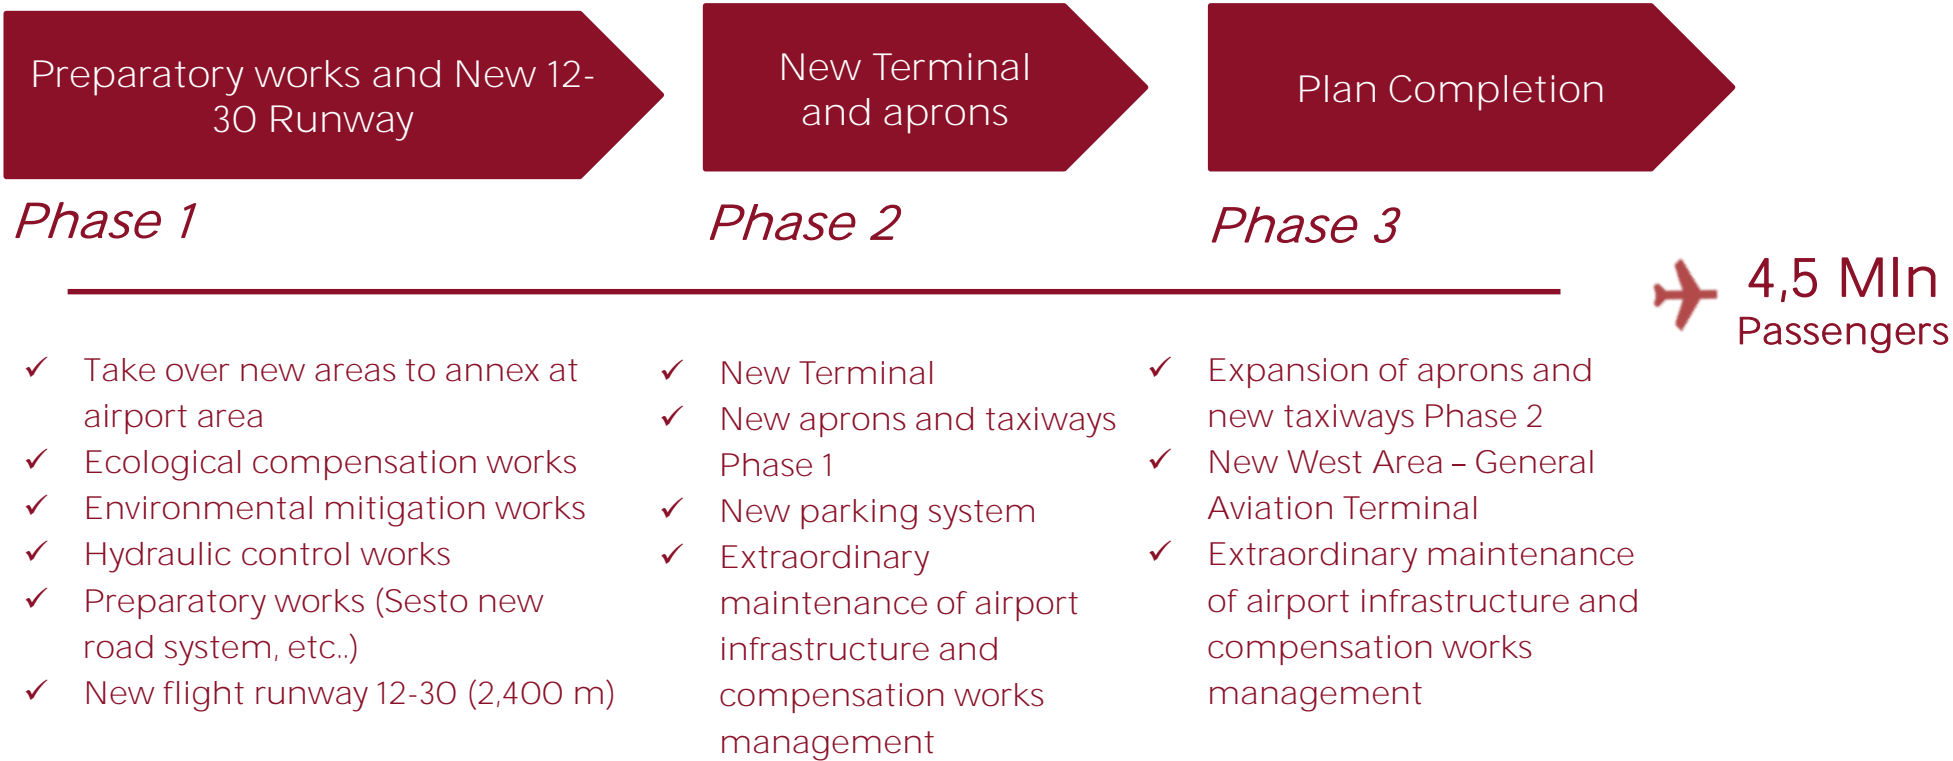 Preparatory works and New 12-
30 Runway
New Terminal
and aprons
Plan Completion
Phase 1
Phase 2
Phase 3
4,5 Mln
Passengers
✓ Take over new areas to annex at
airport area
✓ Ecological compensation works
✓ Environmental mitigation works
✓ Hydraulic control works
✓ Preparatory works (Sesto new
road system, etc..)
✓ New flight runway 12-30 (2,400 m)
✓ New Terminal
✓ New aprons and taxiways
Phase 1
✓ New parking system
✓ Extraordinary
maintenance of airport
infrastructure and
compensation works
management
✓ Expansion of aprons and
new taxiways Phase 2
✓ New West Area – General
Aviation Terminal
✓ Extraordinary maintenance
of airport infrastructure and
compensation works
management